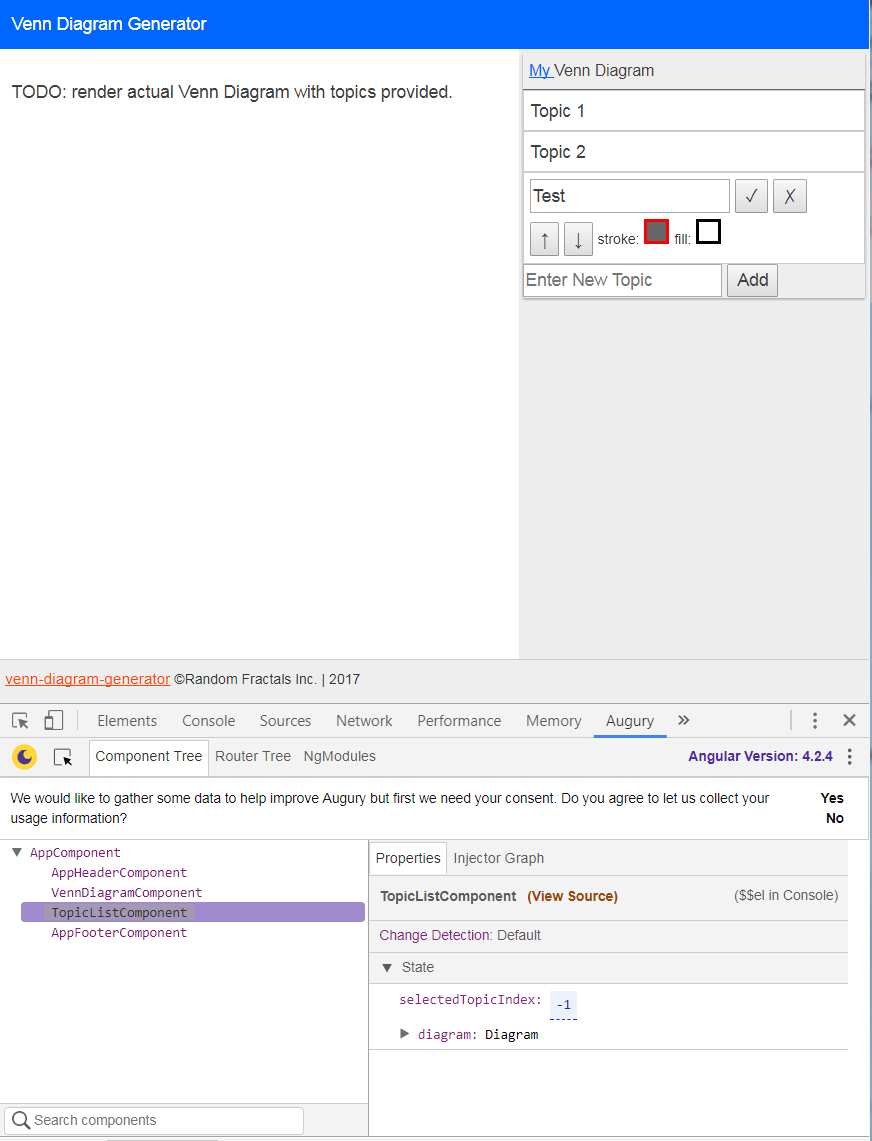 Venn Diagram Generator
TODO: render actual Venn Diagram with topics provided.
My Venn Diagram
Topic 1
Topic 2
Test ✓ X
↑ ↓ stroke: fill:
Enter New Topic Add
venn-diagram-generator ©Random Fractals Inc. | 2017
Elements Console Sources Network Performance Memory Augury »
Component Tree Router Tree NgModules Angular Version: 4.2.4
We would like to gather some data to help improve Augury but first we need your consent. Do you agree to let us collect your
usage information?
Yes
No
AppComponent
AppHeaderComponent
VennDiagramComponent
TopicListComponent
AppFooterComponent
Search components
Properties Injector Graph
TopicListComponent (View Source) ($$el in Console)
Change Detection: Default
State
selectedTopicIndex: -1
diagram: Diagram